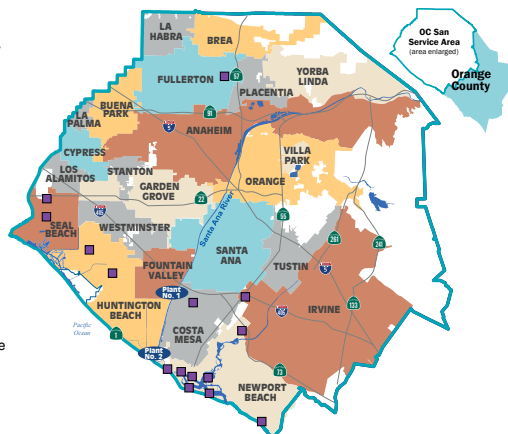 OC San
Service Area
(area enlarged)
Orange
County
LA
HABRA
BREA
FULLERTON
57
PLACENTIA
YORBA
LINDA
BUENA
PARK
91
LA
PALMA
5
ANAHEIM
CYPRESS
VILLA
PARK
LOS
ALAMITOS
STANTON
GARDEN
GROVE
22
ORANGE
405
55
Santa Ana River
SEAL
BEACH
WESTMINSTER
SANTA
ANA
261
241
TUSTIN
5
FOUNTAIN
VALLEY
Plant
No. 1
HUNTINGTON
BEACH
405
IRVINE
133
Pacific
Ocean
1
COSTA
MESA
Plant
No. 2
73
NEWPORT
BEACH
e